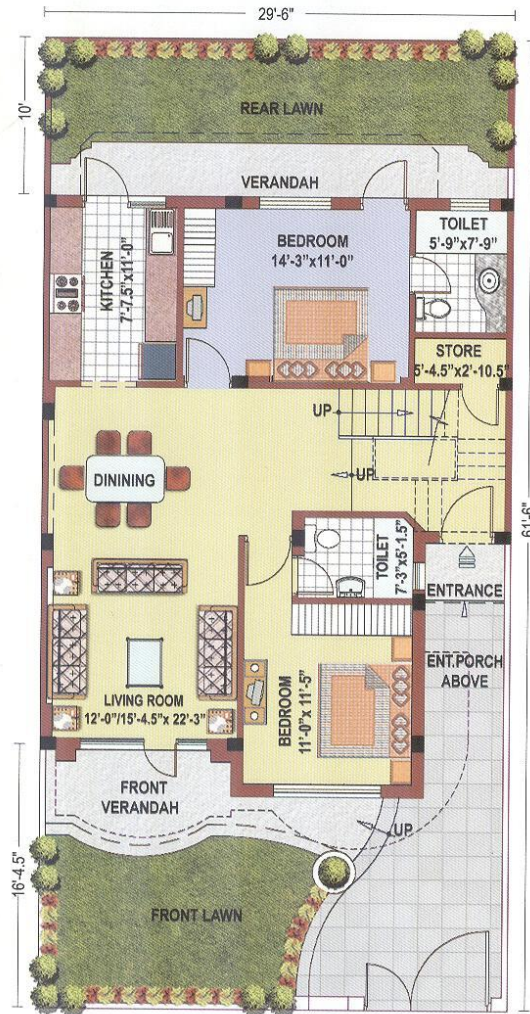 29'-6"
10'
REAR LAWN
VERANDAH
KITCHEN
7'-7.5"x11'-0"
BEDROOM
14'-3"x11'-0"
TOILET
5'-9"x7'-9"
STORE
5'-4.5"x2'-10.5"
UP
UP
DINING
61'-6"
TOILET
7'-3"x5'-1.5"
ENTRANCE
ENT.PORCH
ABOVE
LIVING ROOM
12'-0"/15'-4.5"x 22'-3"
BEDROOM
11'-0"x 11'-5"
FRONT
VERANDAH
UP
16'-4.5"
FRONT LAWN